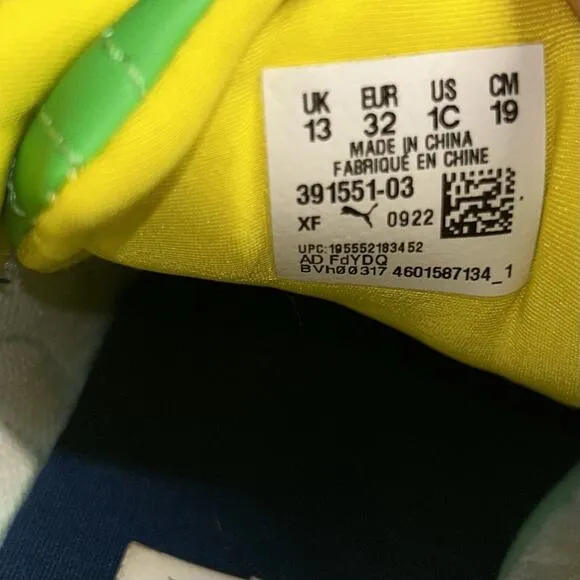 UK EUR US CM
13 32 1C 19
MADE IN CHINA
FABRIQUÉ EN CHINE
391551-03
XF 0922
UPC:195552183452
AD FdYDQ
BVh00317 4601587134_1